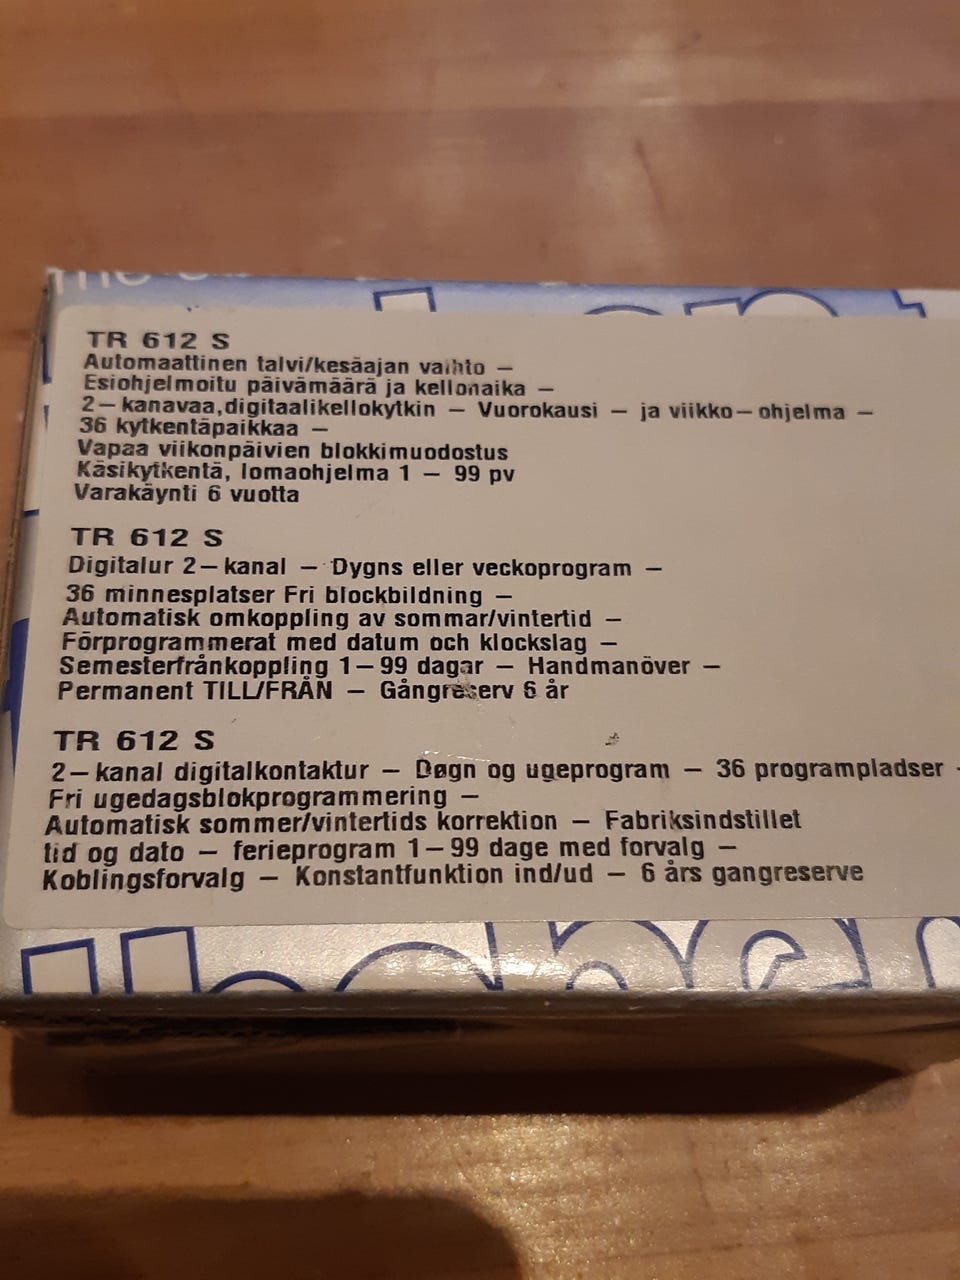 TR 612 S
Automaattinen talvi/kesäajan vaihto –
Esiohjelmoitu päivämäärä ja kellonaika –
2–kanavaa,digitaalikellokytkin – Vuorokausi – ja viikko–ohjelma –
36 kytkentäpaikkaa –
Vapaa viikonpäivien blokkimuodostus
Käsikytkentä, lomaohjelma 1 – 99 pv
Varakäynti 6 vuotta
TR 612 S
Digitalur 2–kanal – Dygns eller veckoprogram –
36 minnesplatser Fri blockbildning –
Automatisk omkoppling av sommar/vintertid –
Förprogrammerat med datum och klockslag –
Semesterfrånkoppling 1–99 dagar – Handmanöver –
Permanent TILL/FRÅN – Gångreserv 6 år
TR 612 S
2–kanal digitalkontaktur – Døgn og ugeprogram – 36 programpladser –
Fri ugedagsblokprogrammering –
Automatisk sommer/vintertids korrektion – Fabriksindstillet
tid og dato – ferieprogram 1–99 dage med forvalg –
Koblingsforvalg – Konstantfunktion ind/ud – 6 års gangreserve